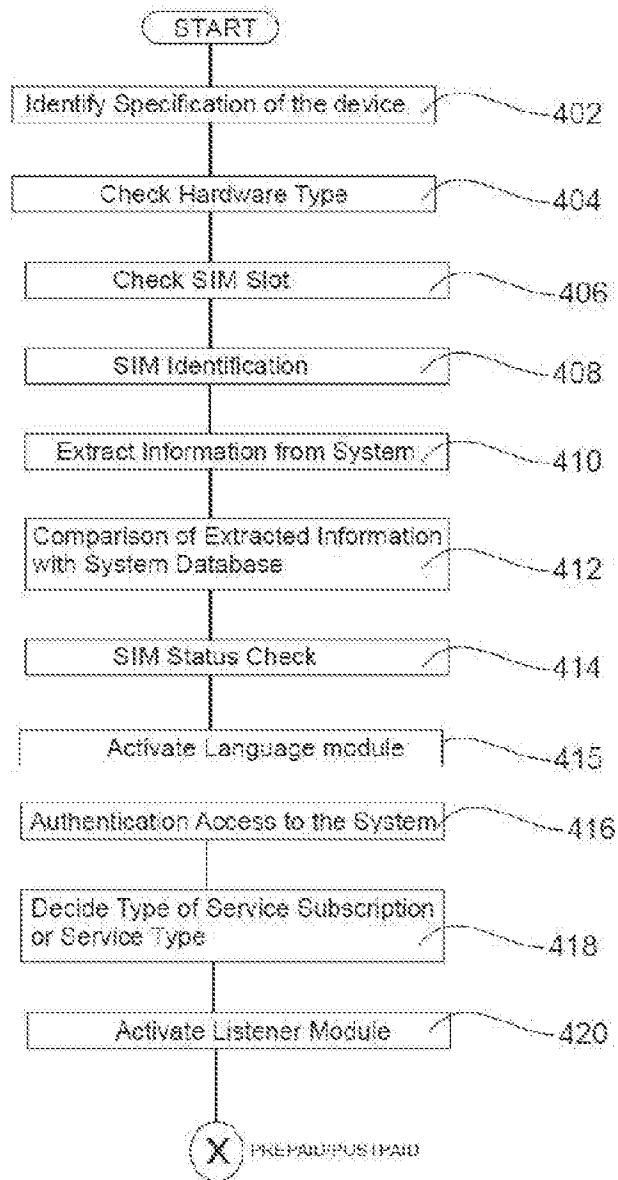 START
Identify Specification of the device.
402
Check Hardware Type
404
Check SIM Slot
406
SIM Identification
408
Extract Information from System
410
Comparison of Extracted Information
with System Database
412
SIM Status Check
414
Activate Language module
415
Authentication Access to the System
416
Decide Type of Service Subscription
or Service Type
418
Activate Listener Module
420
X PREPAID/POSTPAID